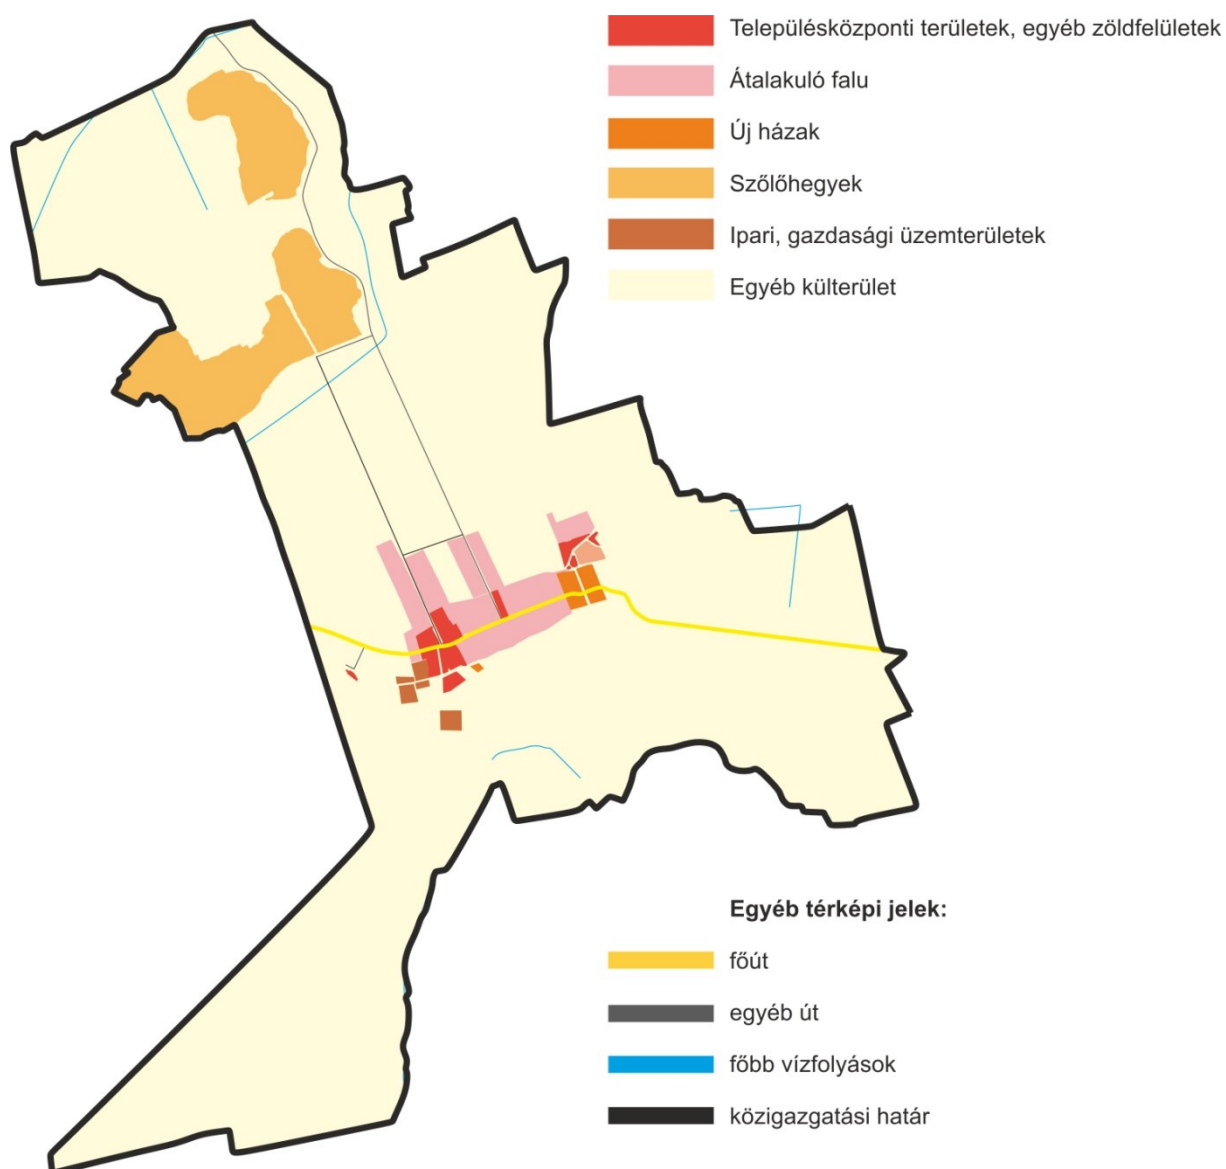 Településközponti területek, egyéb zöldfelületek
Átalakuló falu
Új házak
Szőlőhegyek
Ipari, gazdasági üzemterületek
Egyéb külterület
Egyéb térképi jelek:
főút
egyéb út
főbb vízfolyások
közigazgatási határ